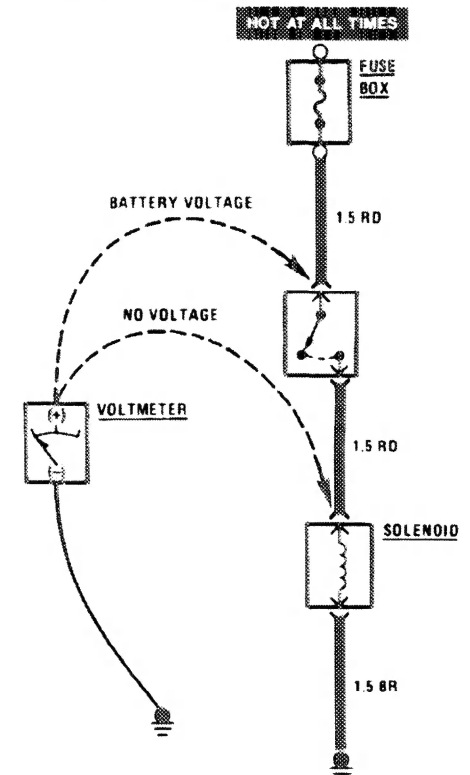 HOT AT ALL TIMES
FUSE
BOX
BATTERY VOLTAGE
1.5 RD
NO VOLTAGE
VOLTMETER
(+)
(−)
1.5 RD
SOLENOID
1.5 BR